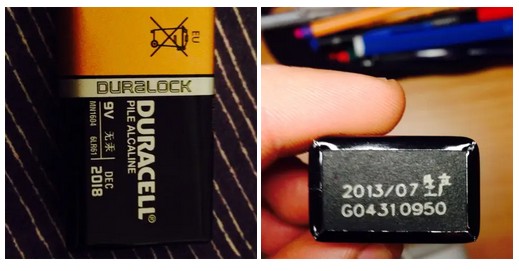 EU
DURALOCK
DURACELL®
PILE ALCALINE
9V 无汞 DEC 2018
MN1604 6LR61
2013/07 生产
G04310950